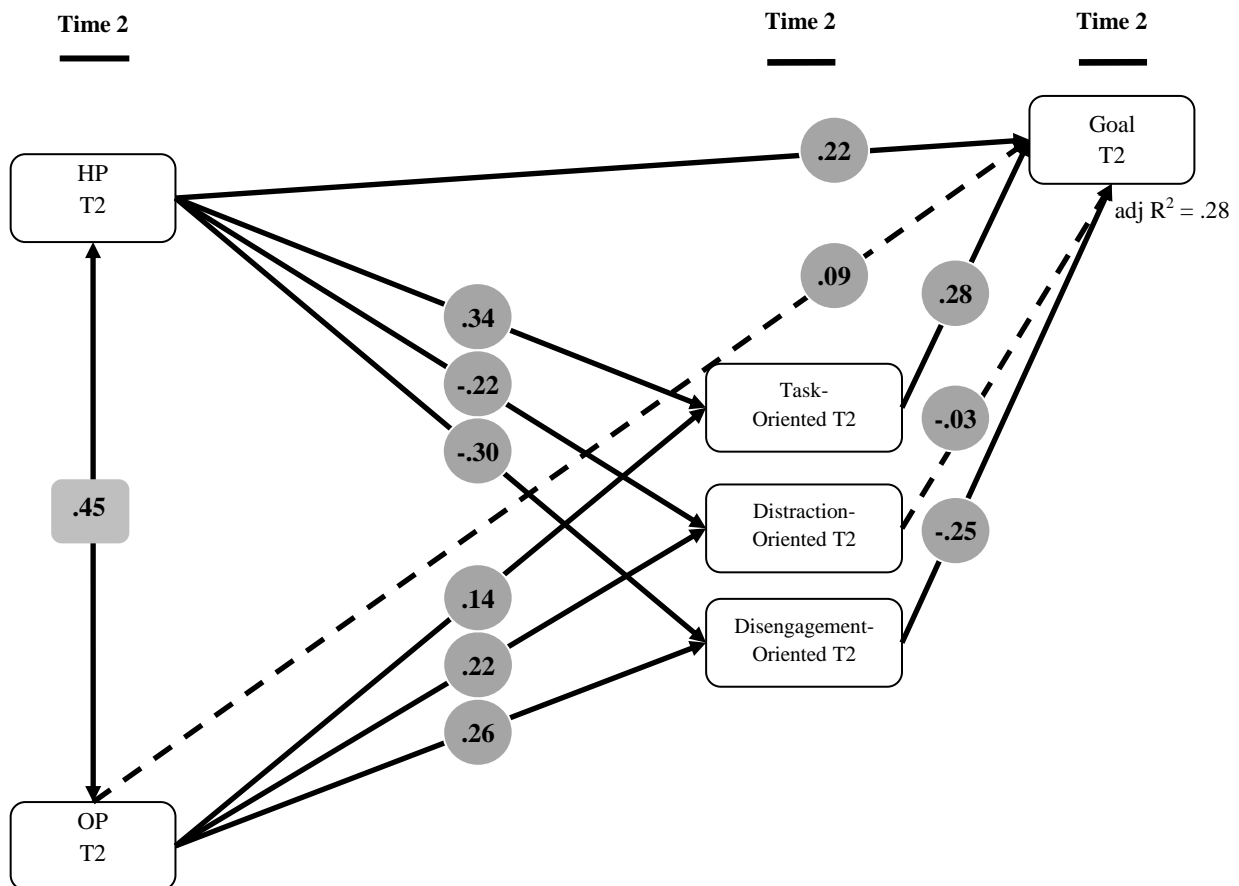 Time 2
Time 2
Time 2
Goal
T2
adj R² = .28
HP
T2
.22
.09
.28
.34
-.22
-.30
Task-
Oriented T2
-.03
.45
Distraction-
Oriented T2
-.25
.14
.22
.26
Disengagement-
Oriented T2
OP
T2